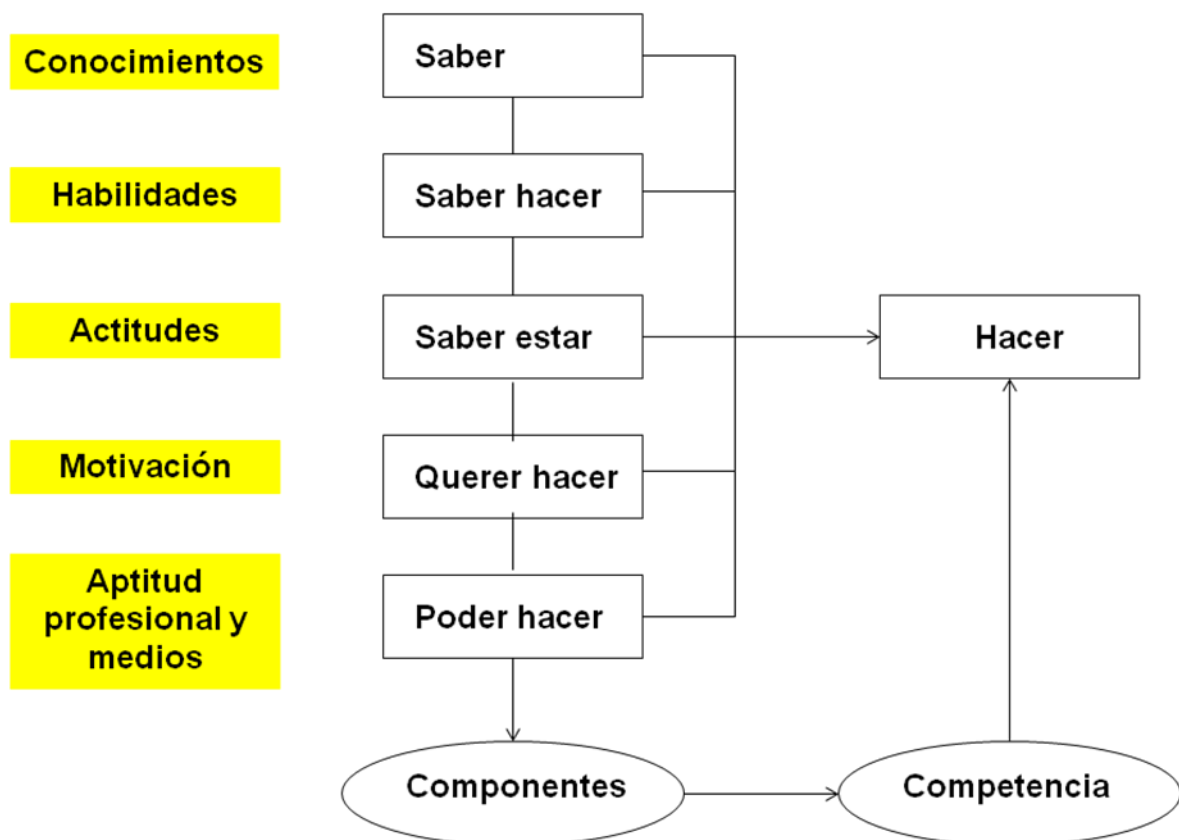 Conocimientos
Saber
Habilidades
Saber hacer
Actitudes
Saber estar
Hacer
Motivación
Querer hacer
Aptitud
profesional y
medios
Poder hacer
Componentes
Competencia